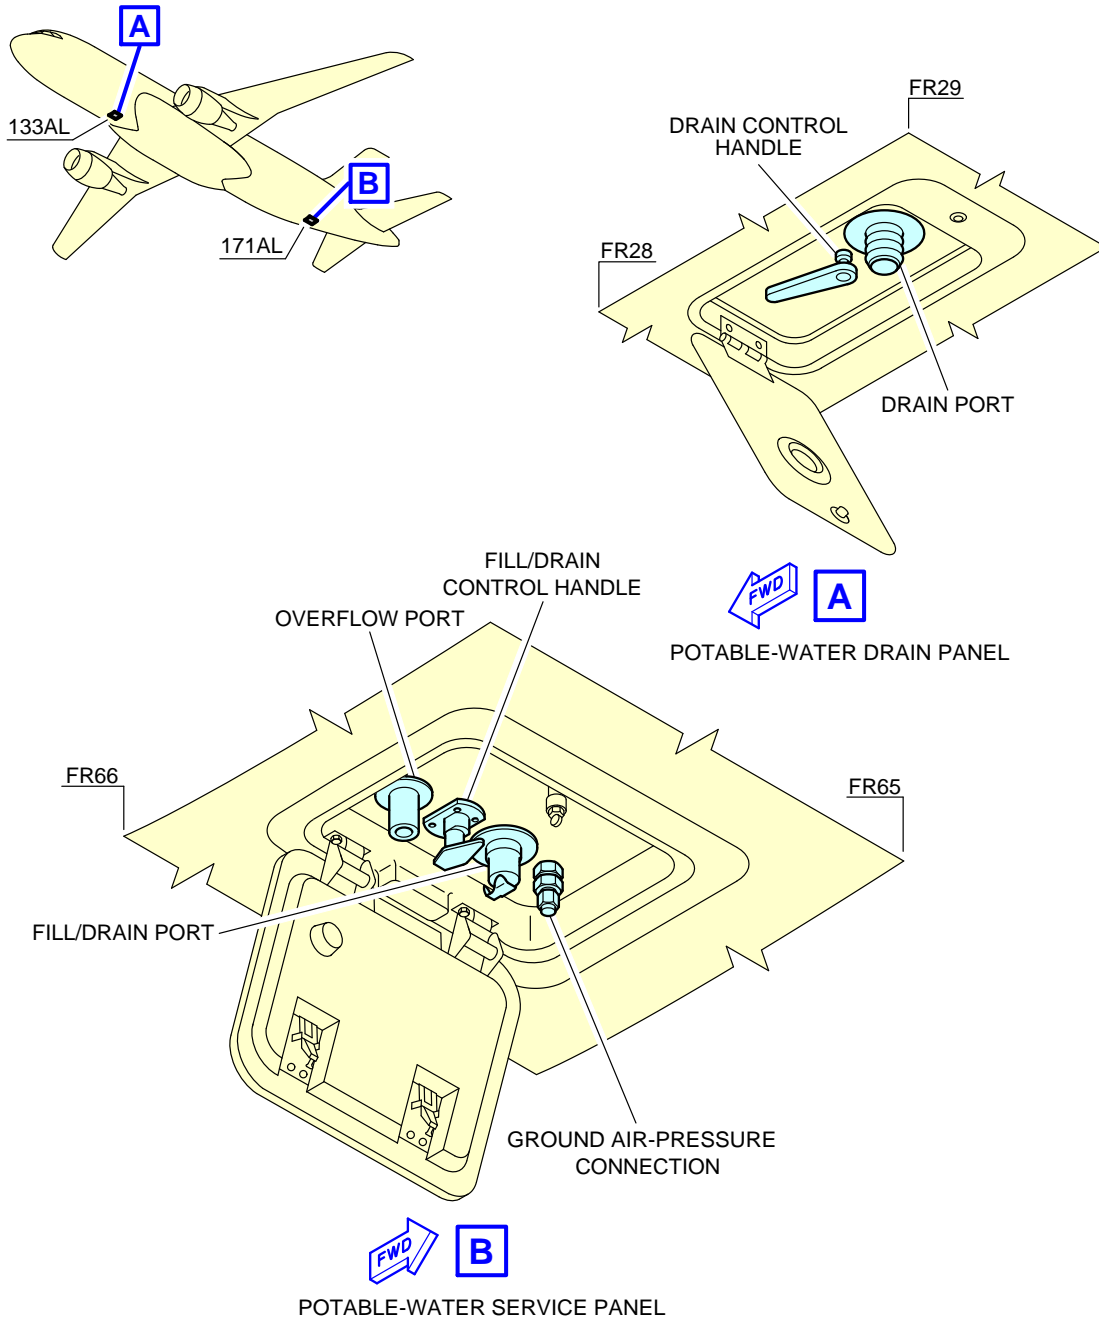 A
133AL
B
171AL
FR29
DRAIN CONTROL
HANDLE
FR28
DRAIN PORT
FWD
A
POTABLE-WATER DRAIN PANEL
FILL/DRAIN
CONTROL HANDLE
OVERFLOW PORT
FR66
FR65
FILL/DRAIN PORT
GROUND AIR-PRESSURE
CONNECTION
FWD
B
POTABLE-WATER SERVICE PANEL